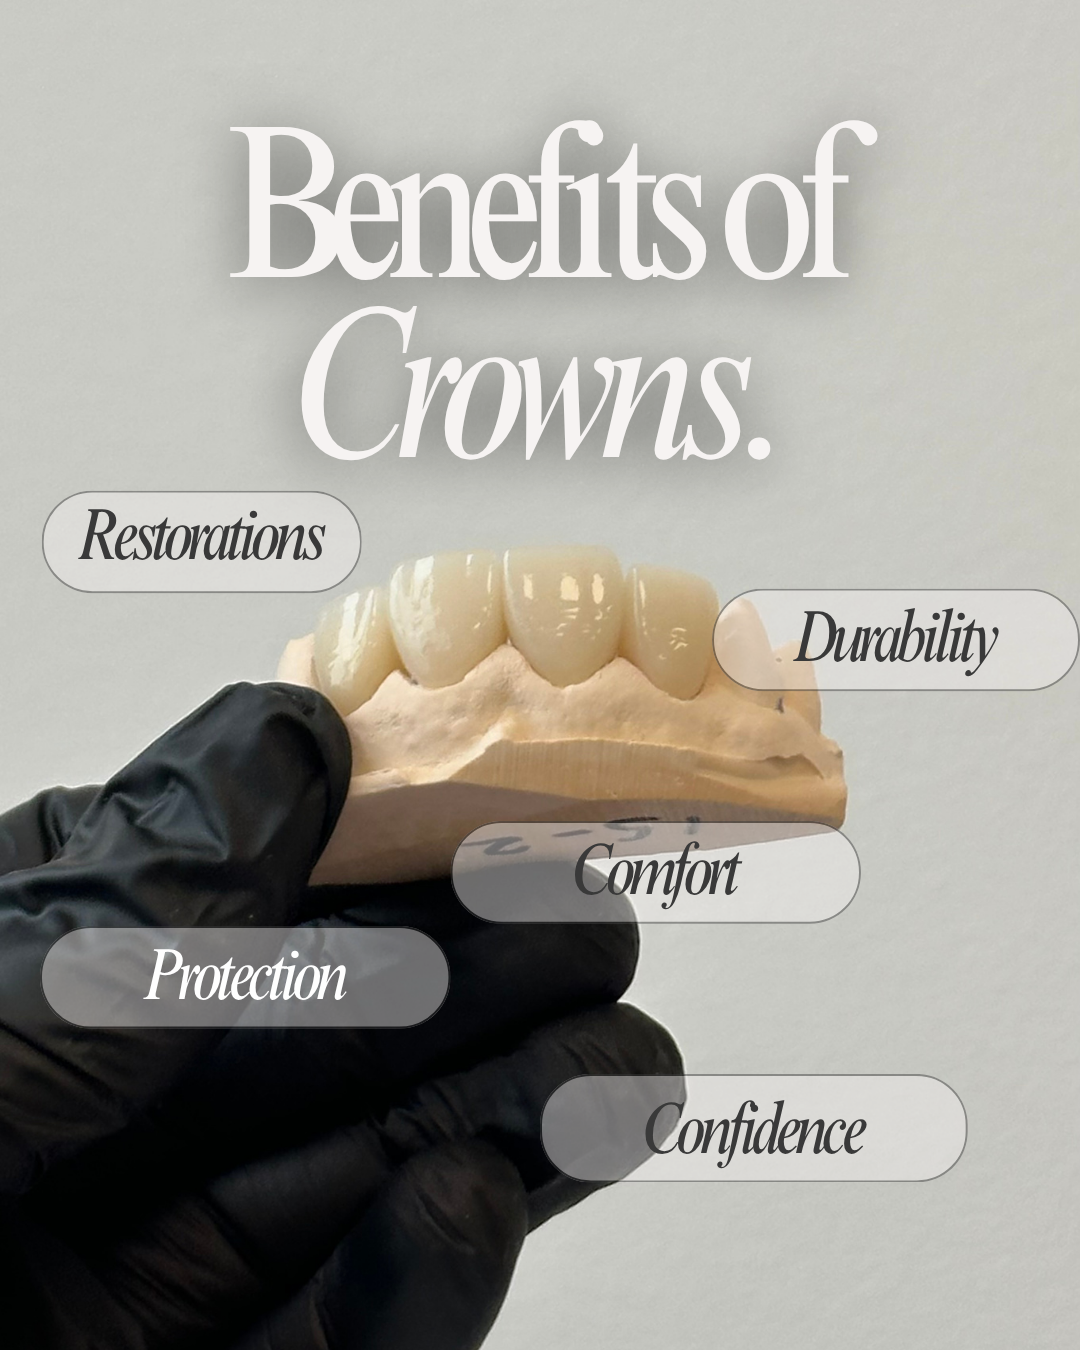 Benefits of
Crowns.
Restorations
Durability
Comfort
Protection
Confidence